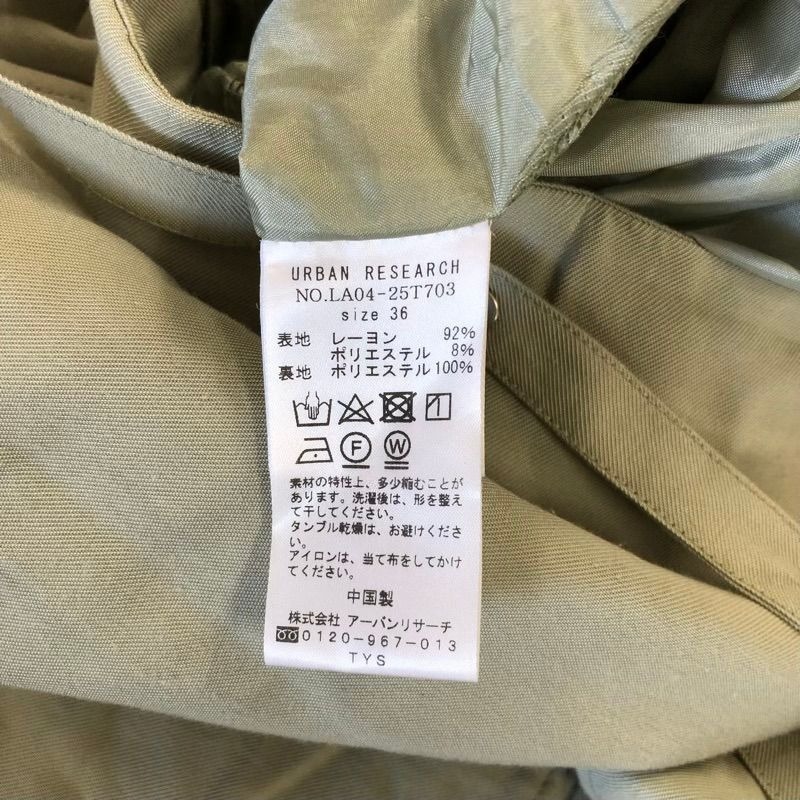 URBAN RESEARCH
NO.LA04-25T703
size 36
表地 レーヨン 92%
ポリエステル 8%
裏地 ポリエステル 100%
F W
素材の特性上、多少縮むことが
あります。洗濯後は、形を整え
て干してください。
タンブル乾燥は、お避けくださ
い。
アイロンは、当て布をしてかけ
てください。
中国製
株式会社 アーバンリサーチ
0120-967-013
TYS